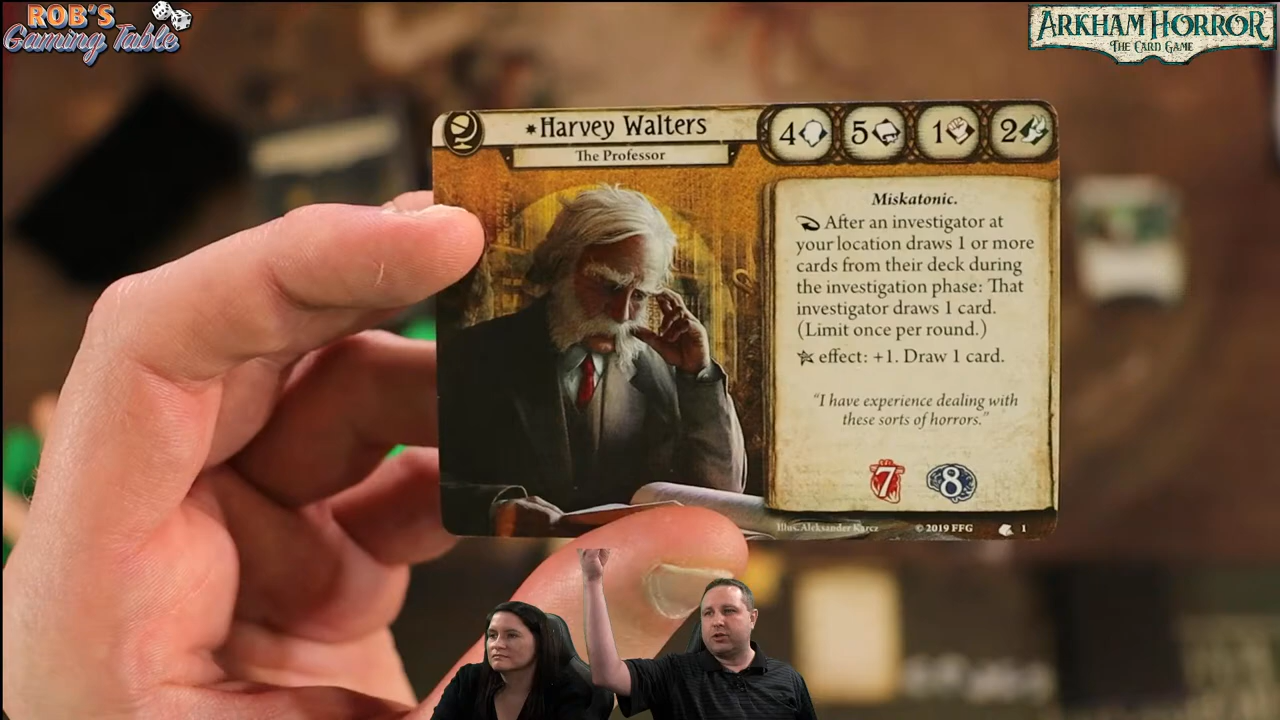 ROB'S
Gaming Table
ARKHAM HORROR
THE CARD GAME
Harvey Walters
4 5 1 2
The Professor
Miskatonic.
After an investigator at
your location draws 1 or more
cards from their deck during
the investigation phase: That
investigator draws 1 card.
(Limit once per round.)
effect: +1. Draw 1 card.
"I have experience dealing with
these sorts of horrors."
7 8
Illus. Aleksander Karcz © 2019 FFG 1